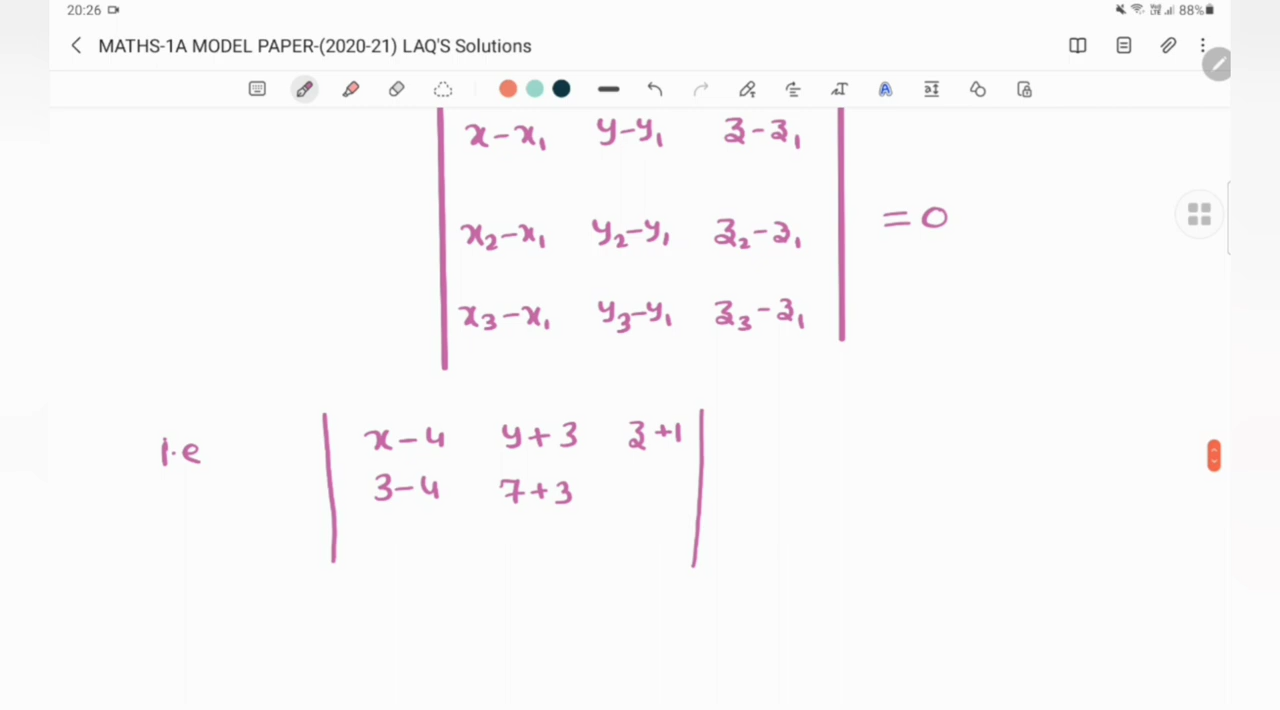 20:26 88%
MATHS-1A MODEL PAPER-(2020-21) LAQ'S Solutions
x-x₁ y-y₁ z-z₁
x₂-x₁ y₂-y₁ z₂-z₁ = 0
x₃-x₁ y₃-y₁ z₃-z₁
i.e x-4 y+3 z+1
3-4 7+3